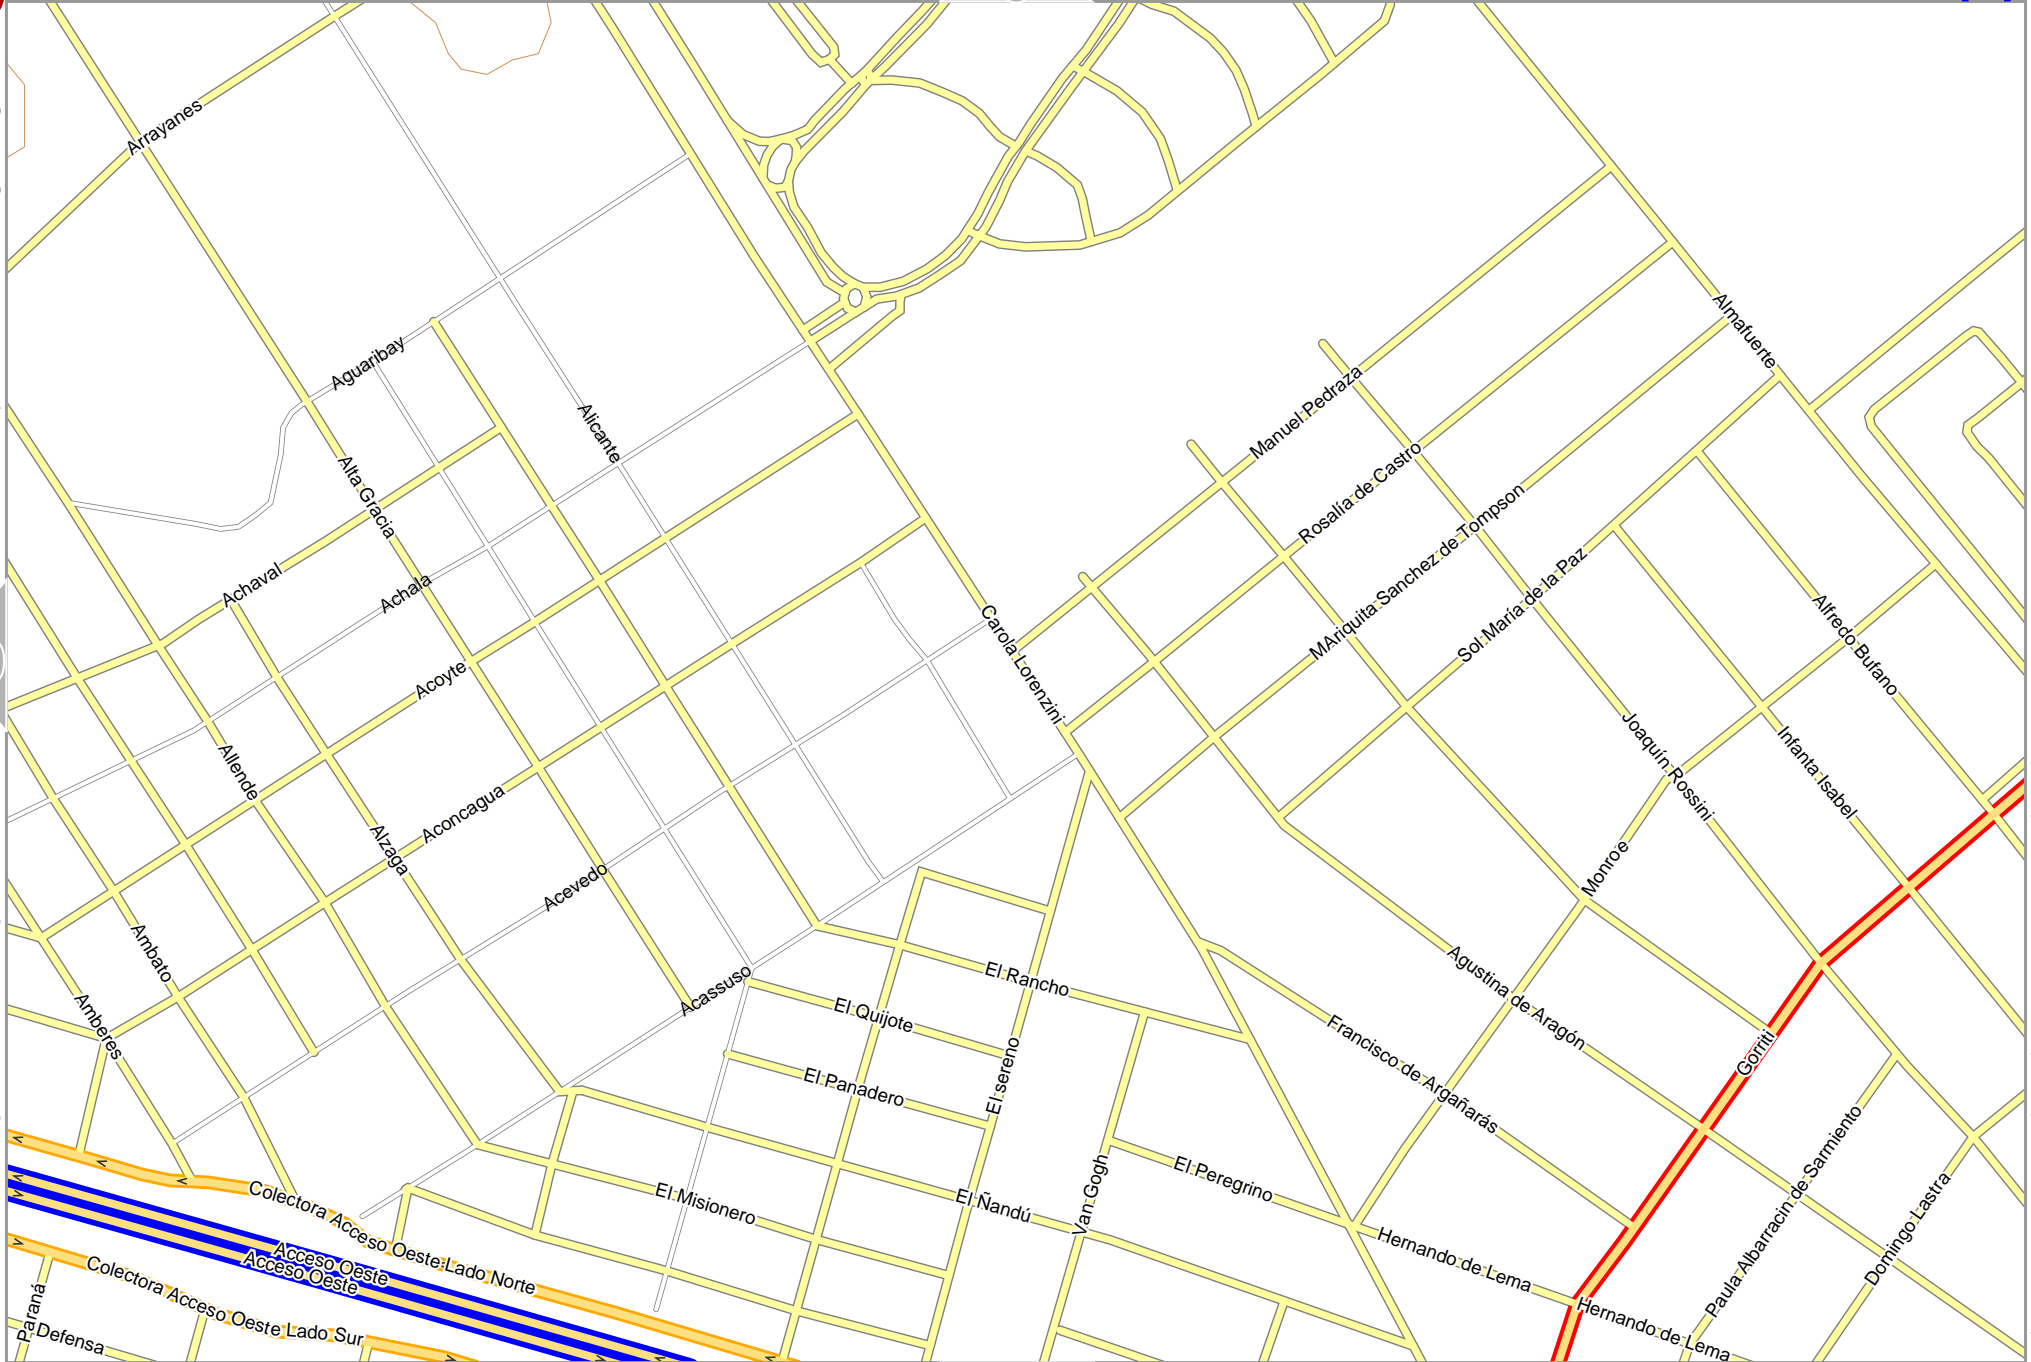 Arrayanes
Almafuerte
Aguaribay
Manuel Pedraza
Alicante
Alta Gracia
Rosalía de Castro
MAriquita Sanchez de Tompson
Achaval
Achala
Sol María de la Paz
Alfredo Bufano
Carola Lorenzini
Acoyte
Joaquín Rossini
Infanta Isabel
Allende
Aconcagua
Alzaga
Monroe
Acevedo
Ambato
Agustina de Aragón
El Rancho
Acassuso
El Quijote
Amberes
Francisco de Argañarás
Gorriti
El sereno
El Panadero
Paula Albarracin de Sarmiento
El Peregrino
Van Gogh
Domingo Lastra
El Misionero
El Ñandú
Colectora Acceso Oeste Lado Norte
Hernando de Lema
Acceso Oeste
Acceso Oeste
Colectora Acceso Oeste Lado Sur
Hernando de Lema
Paraná
Defensa